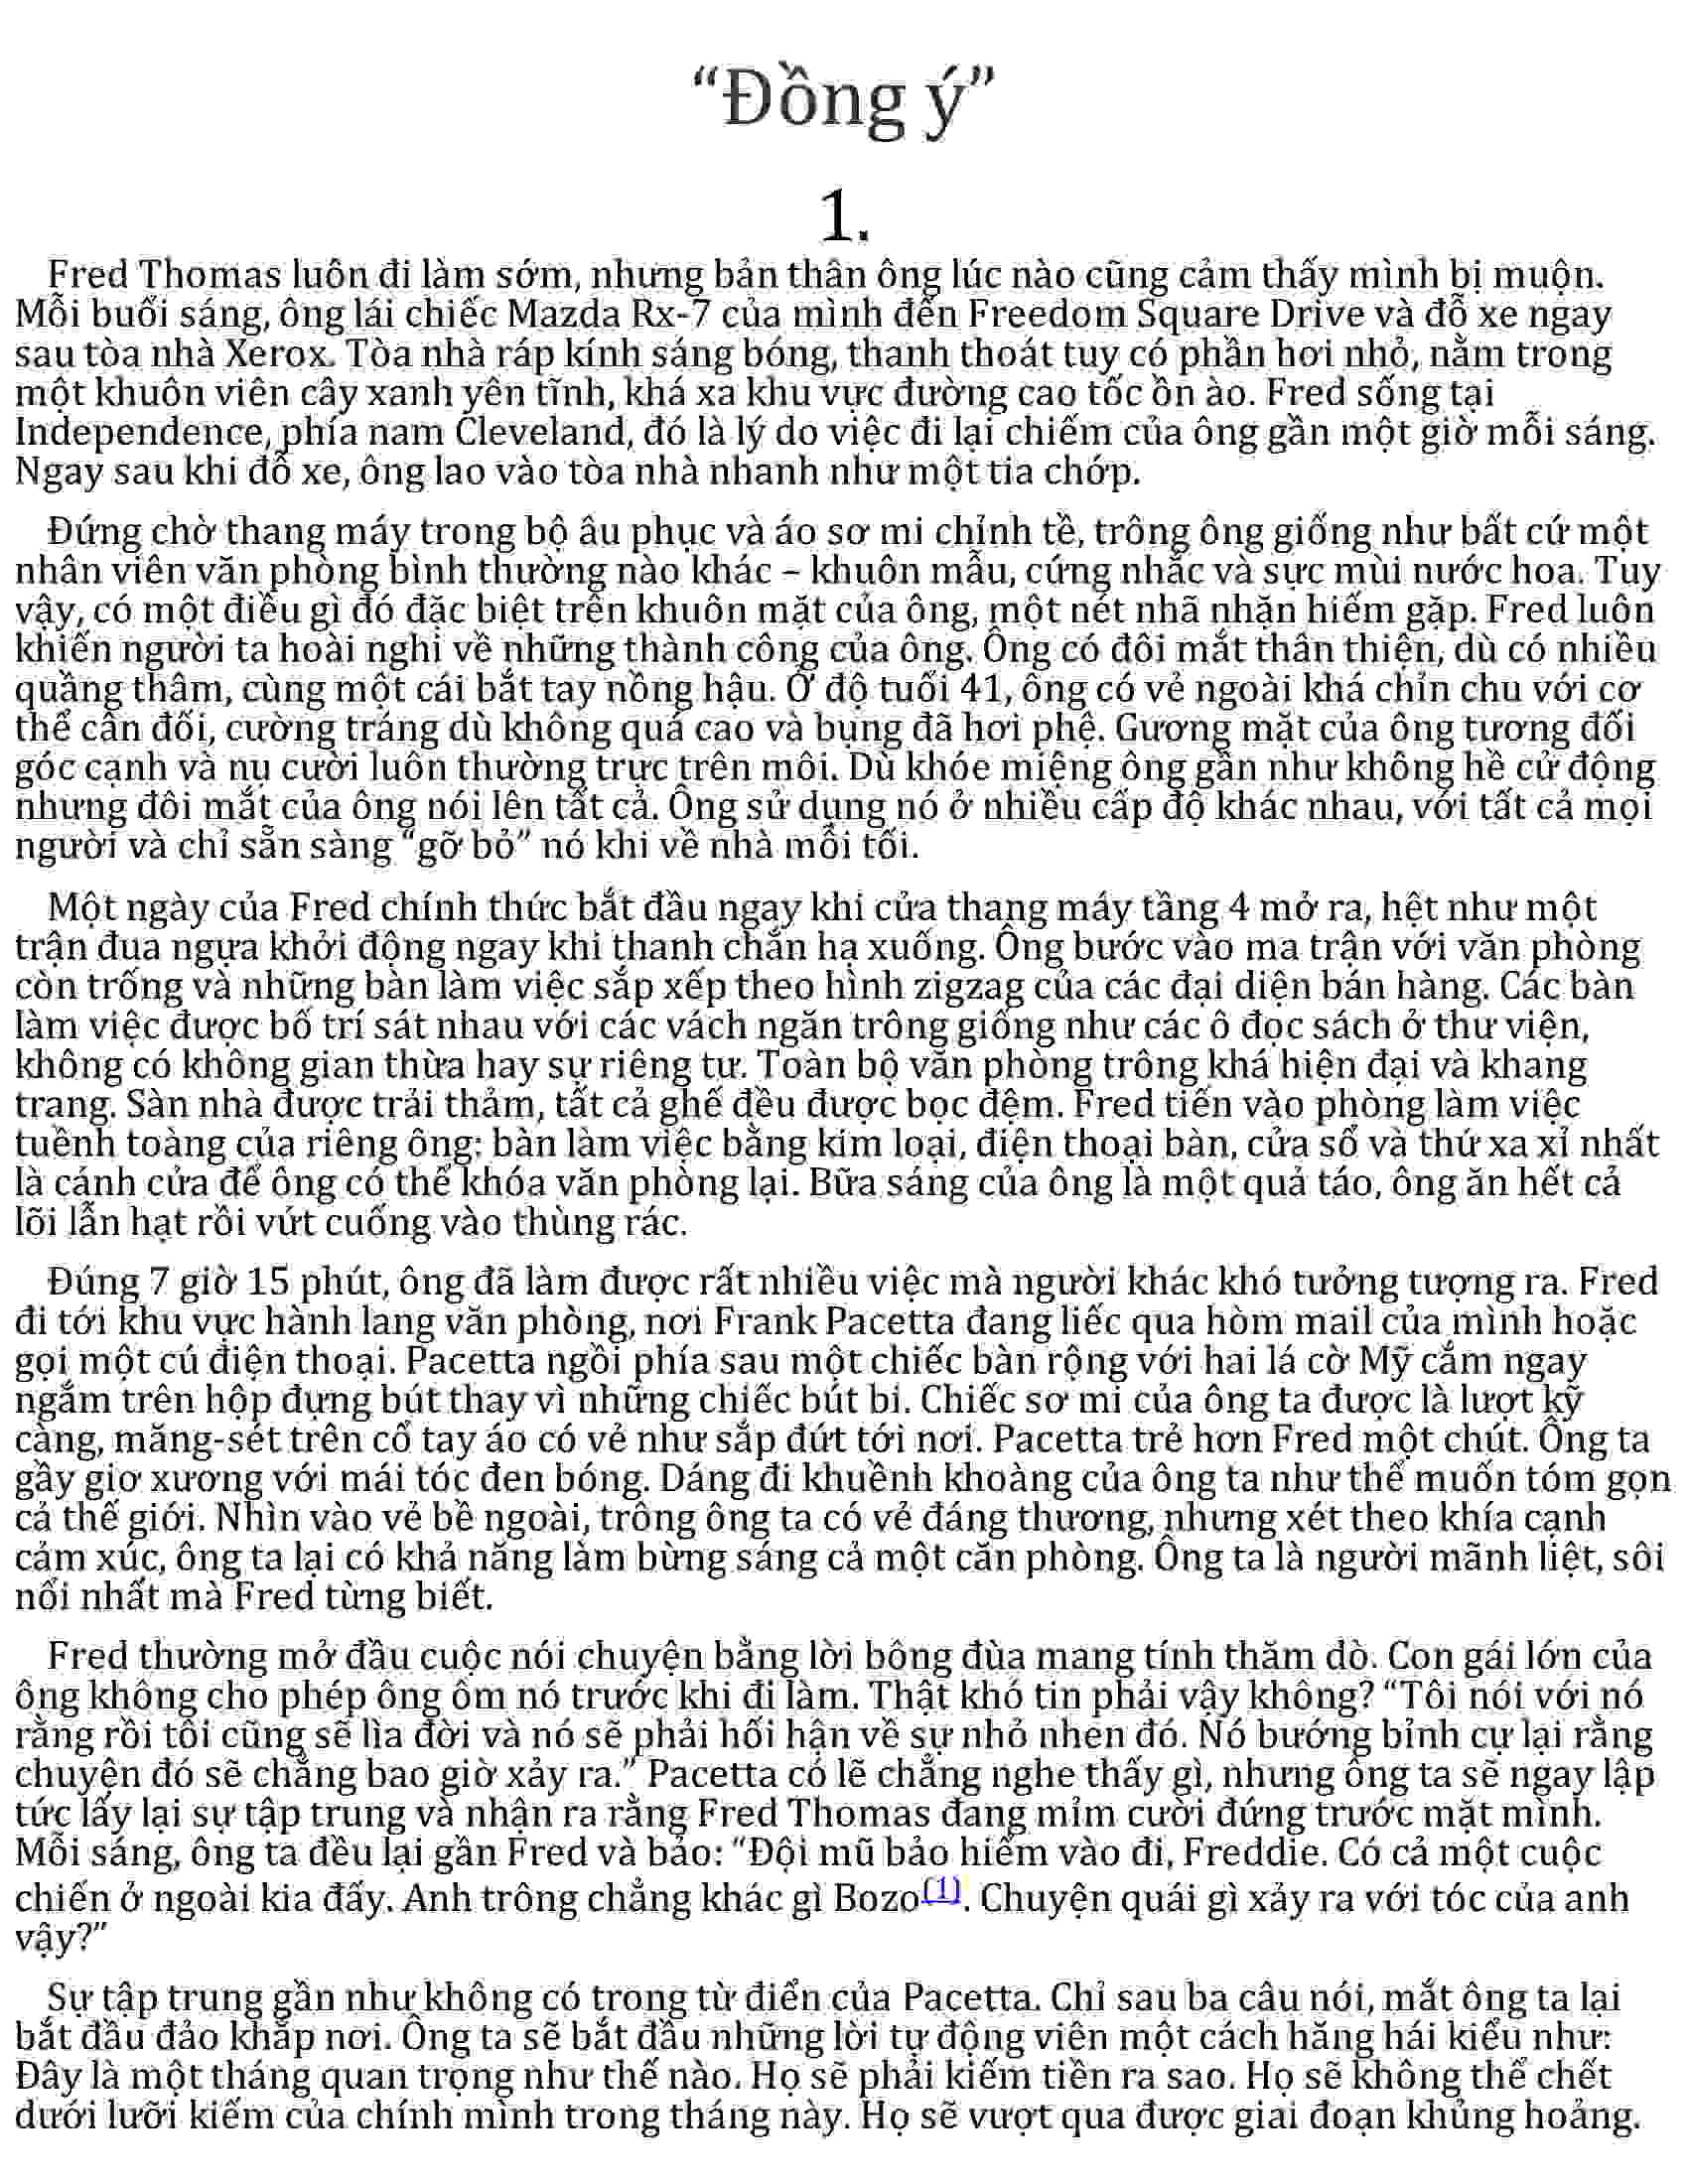 “Đồng ý”
1.
Fred Thomas luôn đi làm sớm, nhưng bản thân ông lúc nào cũng cảm thấy mình bị muộn.
Mỗi buổi sáng, ông lái chiếc Mazda Rx-7 của mình đến Freedom Square Drive và đỗ xe ngay
sau tòa nhà Xerox. Tòa nhà ráp kính sáng bóng, thanh thoát tuy có phần hơi nhỏ, nằm trong
một khuôn viên cây xanh yên tĩnh, khá xa khu vực đường cao tốc ồn ào. Fred sống tại
Independence, phía nam Cleveland, đó là lý do việc đi lại chiếm của ông gần một giờ mỗi sáng.
Ngay sau khi đỗ xe, ông lao vào tòa nhà nhanh như một tia chớp.
Đứng chờ thang máy trong bộ âu phục và áo sơ mi chỉnh tề, trông ông giống như bất cứ một
nhân viên văn phòng bình thường nào khác – khuôn mẫu, cứng nhắc và sực mùi nước hoa. Tuy
vậy, có một điều gì đó đặc biệt trên khuôn mặt của ông, một nét nhã nhặn hiếm gặp. Fred luôn
khiến người ta hoài nghi về những thành công của ông. Ông có đôi mắt thân thiện, dù có nhiều
quầng thâm, cùng một cái bắt tay nồng hậu. Ở độ tuổi 41, ông có vẻ ngoài khá chỉn chu với cơ
thể cân đối, cường tráng dù không quá cao và bụng đã hơi phệ. Gương mặt của ông tương đối
góc cạnh và nụ cười luôn thường trực trên môi. Dù khóe miệng ông gần như không hề cử động
nhưng đôi mắt của ông nói lên tất cả. Ông sử dụng nó ở nhiều cấp độ khác nhau, với tất cả mọi
người và chỉ sẵn sàng “gỡ bỏ” nó khi về nhà mỗi tối.
Một ngày của Fred chính thức bắt đầu ngay khi cửa thang máy tầng 4 mở ra, hệt như một
trận đua ngựa khởi động ngay khi thanh chắn hạ xuống. Ông bước vào ma trận với văn phòng
còn trống và những bàn làm việc sắp xếp theo hình zigzag của các đại diện bán hàng. Các bàn
làm việc được bố trí sát nhau với các vách ngăn trông giống như các ô đọc sách ở thư viện,
không có không gian thừa hay sự riêng tư. Toàn bộ văn phòng trông khá hiện đại và khang
trang. Sàn nhà được trải thảm, tất cả ghế đều được bọc đệm. Fred tiến vào phòng làm việc
tuềnh toàng của riêng ông: bàn làm việc bằng kim loại, điện thoại bàn, cửa sổ và thứ xa xỉ nhất
là cánh cửa để ông có thể khóa văn phòng lại. Bữa sáng của ông là một quả táo, ông ăn hết cả
lõi lẫn hạt rồi vứt cuống vào thùng rác.
Đúng 7 giờ 15 phút, ông đã làm được rất nhiều việc mà người khác khó tưởng tượng ra. Fred
đi tới khu vực hành lang văn phòng, nơi Frank Pacetta đang liếc qua hòm mail của mình hoặc
gọi một cú điện thoại. Pacetta ngồi phía sau một chiếc bàn rộng với hai lá cờ Mỹ cắm ngay
ngắm trên hộp đựng bút thay vì những chiếc bút bi. Chiếc sơ mi của ông ta được là lượt kỹ
càng, măng-sét trên cổ tay áo có vẻ như sắp đứt tới nơi. Pacetta trẻ hơn Fred một chút. Ông ta
gầy giơ xương với mái tóc đen bóng. Dáng đi khuềnh khoàng của ông ta như thể muốn tóm gọn
cả thế giới. Nhìn vào vẻ bề ngoài, trông ông ta có vẻ đáng thương, nhưng xét theo khía cạnh
cảm xúc, ông ta lại có khả năng làm bừng sáng cả một căn phòng. Ông ta là người mãnh liệt, sôi
nổi nhất mà Fred từng biết.
Fred thường mở đầu cuộc nói chuyện bằng lời bông đùa mang tính thăm dò. Con gái lớn của
ông không cho phép ông ôm nó trước khi đi làm. Thật khó tin phải vậy không? “Tôi nói với nó
rằng rồi tôi cũng sẽ lìa đời và nó sẽ phải hối hận về sự nhỏ nhen đó. Nó bướng bỉnh cự lại rằng
chuyện đó sẽ chẳng bao giờ xảy ra.” Pacetta có lẽ chẳng nghe thấy gì, nhưng ông ta sẽ ngay lập
tức lấy lại sự tập trung và nhận ra rằng Fred Thomas đang mỉm cười đứng trước mặt mình.
Mỗi sáng, ông ta đều lại gần Fred và bảo: “Đội mũ bảo hiểm vào đi, Freddie. Có cả một cuộc
chiến ở ngoài kia đấy. Anh trông chẳng khác gì Bozo(1). Chuyện quái gì xảy ra với tóc của anh
vậy?”
Sự tập trung gần như không có trong từ điển của Pacetta. Chỉ sau ba câu nói, mắt ông ta lại
bắt đầu đảo khắp nơi. Ông ta sẽ bắt đầu những lời tự động viên một cách hăng hái kiểu như:
Đây là một tháng quan trọng như thế nào. Họ sẽ phải kiếm tiền ra sao. Họ sẽ không thể chết
dưới lưỡi kiếm của chính mình trong tháng này. Họ sẽ vượt qua được giai đoạn khủng hoảng.